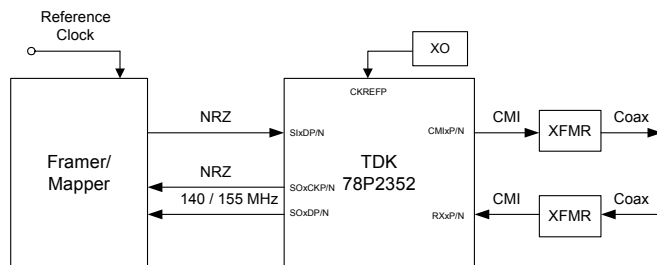 Reference
Clock
XO
CKREFP
Framer/
Mapper
NRZ
SIxDP/N
NRZ
SOxCKP/N
140 / 155 MHz
SOxDP/N
TDK
78P2352
CMIxP/N
RXxP/N
CMI
XFMR
Coax
CMI
XFMR
Coax